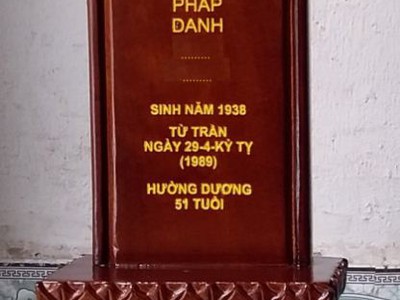 PHÁP
DANH
..........
..........
SINH NĂM 1938
TỪ TRẦN
NGÀY 29-4-KỶ TỴ
(1989)
HƯỞNG DƯƠNG
51 TUỔI